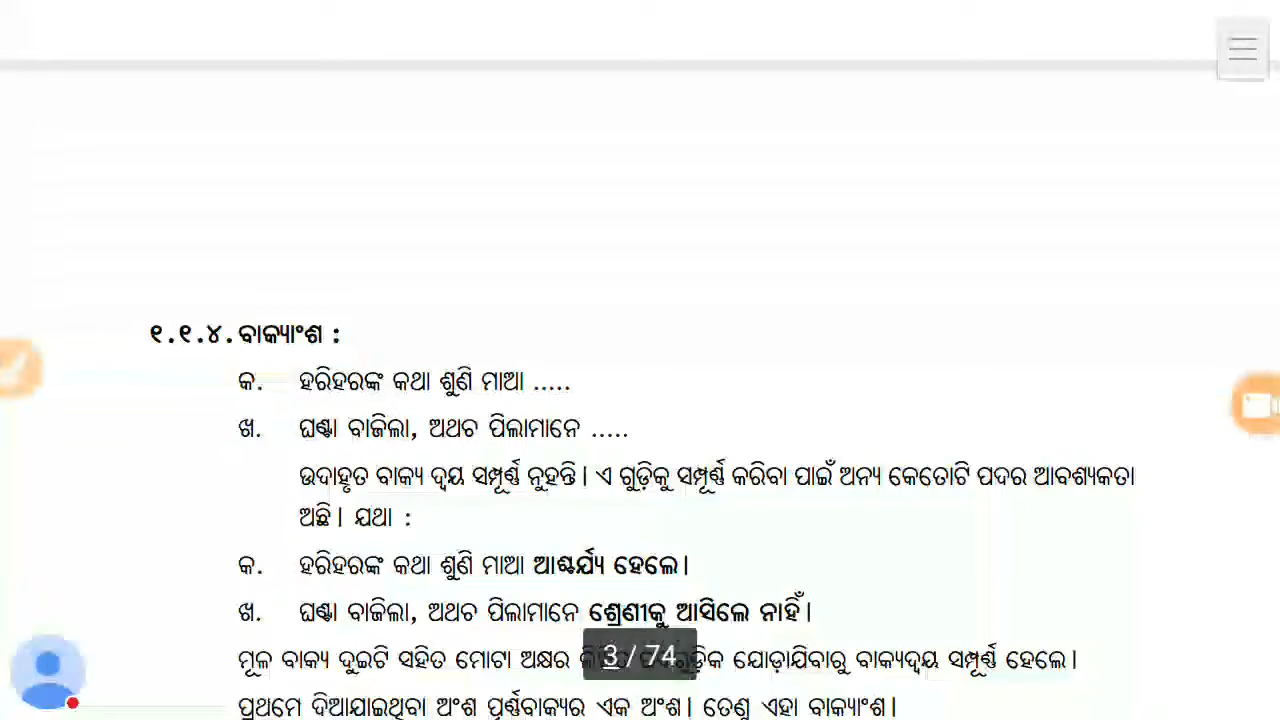 ୧.୧.୪. ବାକ୍ୟାଂଶ :
କ. ହରିହରଙ୍କ କଥା ଶୁଣି ମାଆ .....
ଖ. ଘଣ୍ଟା ବାଜିଲା, ଅଥଚ ପିଲାମାନେ .....
ଉଦାହୃତ ବାକ୍ୟ ଦ୍ୱୟ ସମ୍ପୂର୍ଣ୍ଣ ନୁହନ୍ତି। ଏ ଗୁଡ଼ିକୁ ସମ୍ପୂର୍ଣ୍ଣ କରିବା ପାଇଁ ଅନ୍ୟ କେତୋଟି ପଦର ଆବଶ୍ୟକତା
ଅଛି। ଯଥା :
କ. ହରିହରଙ୍କ କଥା ଶୁଣି ମାଆ ଆଶ୍ଚର୍ଯ୍ୟ ହେଲେ।
ଖ. ଘଣ୍ଟା ବାଜିଲା, ଅଥଚ ପିଲାମାନେ ଶ୍ରେଣୀକୁ ଆସିଲେ ନାହିଁ।
ମୂଳ ବାକ୍ୟ ଦୁଇଟି ସହିତ ମୋଟା ଅକ୍ଷର ଯୋଡ଼ାଯିବାରୁ ବାକ୍ୟଦ୍ୱୟ ସମ୍ପୂର୍ଣ୍ଣ ହେଲେ।
3 / 74
ପ୍ରଥମେ ଦିଆଯାଇଥିବା ଅଂଶ ପୂର୍ଣ୍ଣବାକ୍ୟର ଏକ ଅଂଶ। ତେଣୁ ଏହା ବାକ୍ୟାଂଶ।